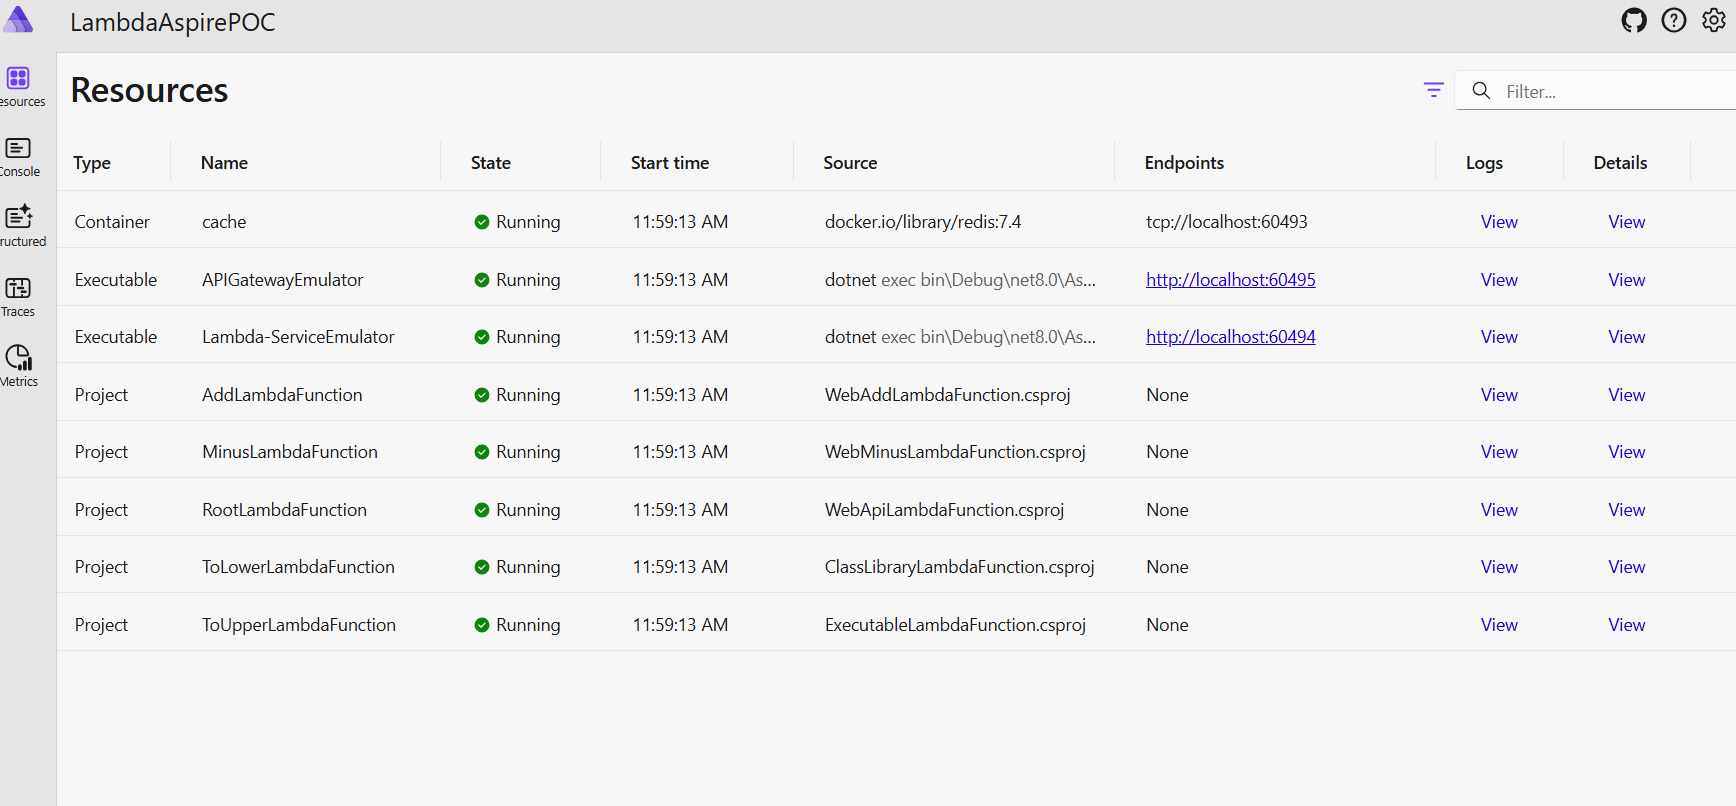 LambdaAspirePOC
esources
Console
ructured
Traces
Metrics
Resources
Filter...
Type Name State Start time Source Endpoints Logs Details
Container cache Running 11:59:13 AM docker.io/library/redis:7.4 tcp://localhost:60493 View View
Executable APIGatewayEmulator Running 11:59:13 AM dotnet exec bin\Debug\net8.0\As... http://localhost:60495 View View
Executable Lambda-ServiceEmulator Running 11:59:13 AM dotnet exec bin\Debug\net8.0\As... http://localhost:60494 View View
Project AddLambdaFunction Running 11:59:13 AM WebAddLambdaFunction.csproj None View View
Project MinusLambdaFunction Running 11:59:13 AM WebMinusLambdaFunction.csproj None View View
Project RootLambdaFunction Running 11:59:13 AM WebApiLambdaFunction.csproj None View View
Project ToLowerLambdaFunction Running 11:59:13 AM ClassLibraryLambdaFunction.csproj None View View
Project ToUpperLambdaFunction Running 11:59:13 AM ExecutableLambdaFunction.csproj None View View